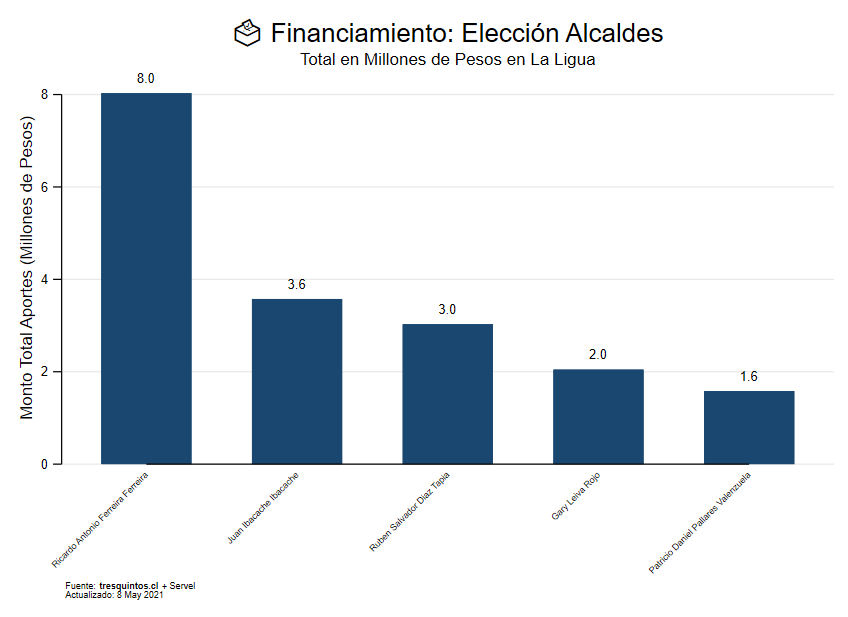 Financiamiento: Elección Alcaldes
Total en Millones de Pesos en La Ligua
Monto Total Aportes (Millones de Pesos)
8
6
4
2
0
8.0
3.6
3.0
2.0
1.6
Ricardo Antonio Ferreira Ferreira
Juan Ibacache Ibacache
Ruben Salvador Diaz Tapia
Gary Leiva Rojo
Patricio Daniel Pallares Valenzuela
Fuente: tresquintos.cl + Servel
Actualizado: 8 May 2021